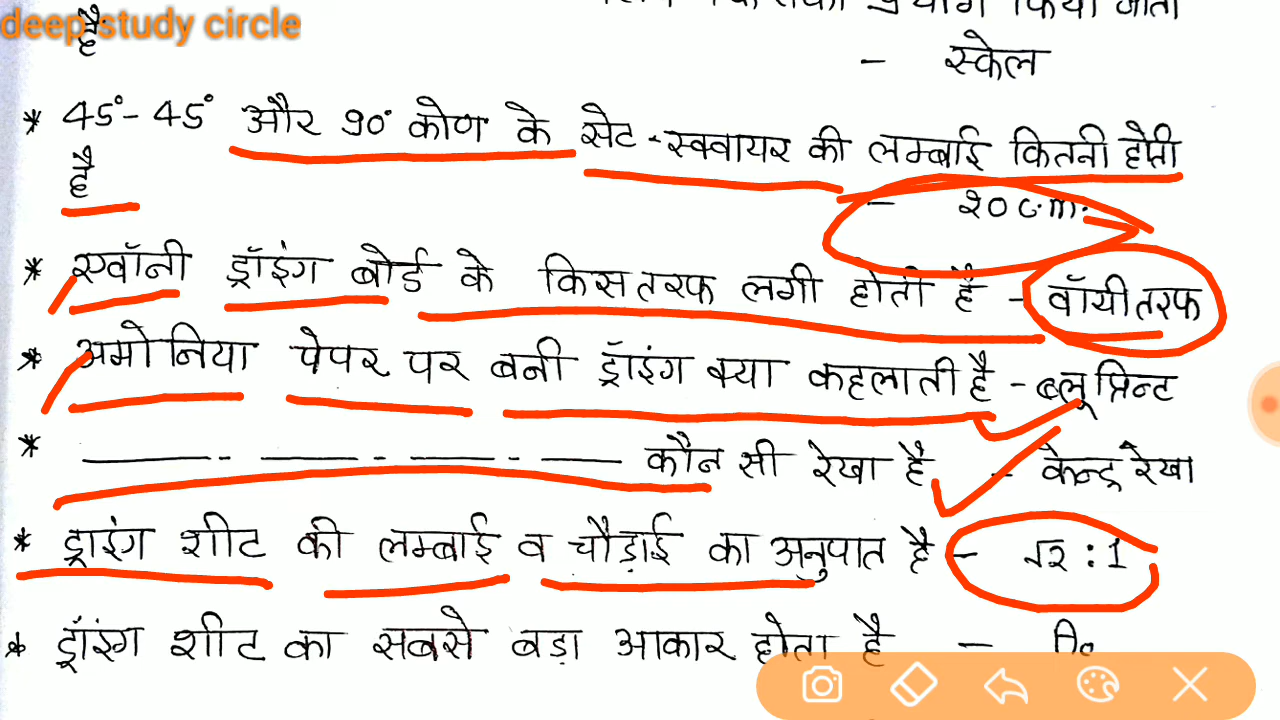 deep study circle
है
किया जाता
- स्केल
* 45°- 45° और 90° कोण के सेट - स्क्वायर की लम्बाई कितनी होती
है
- 20 c.m.
* एबॉनी ड्रॉइंग बोर्ड के किस तरफ लगी होती है - बॉयी तरफ
* अमोनिया पेपर पर बनी ड्रॉइंग क्या कहलाती है - ब्लू प्रिन्ट
* कौन सी रेखा है - केन्द्र रेखा
* ड्राइंग शीट की लम्बाई व चौड़ाई का अनुपात है - √2 : 1
* ड्रॉइंग शीट का सबसे बड़ा आकार होता है -